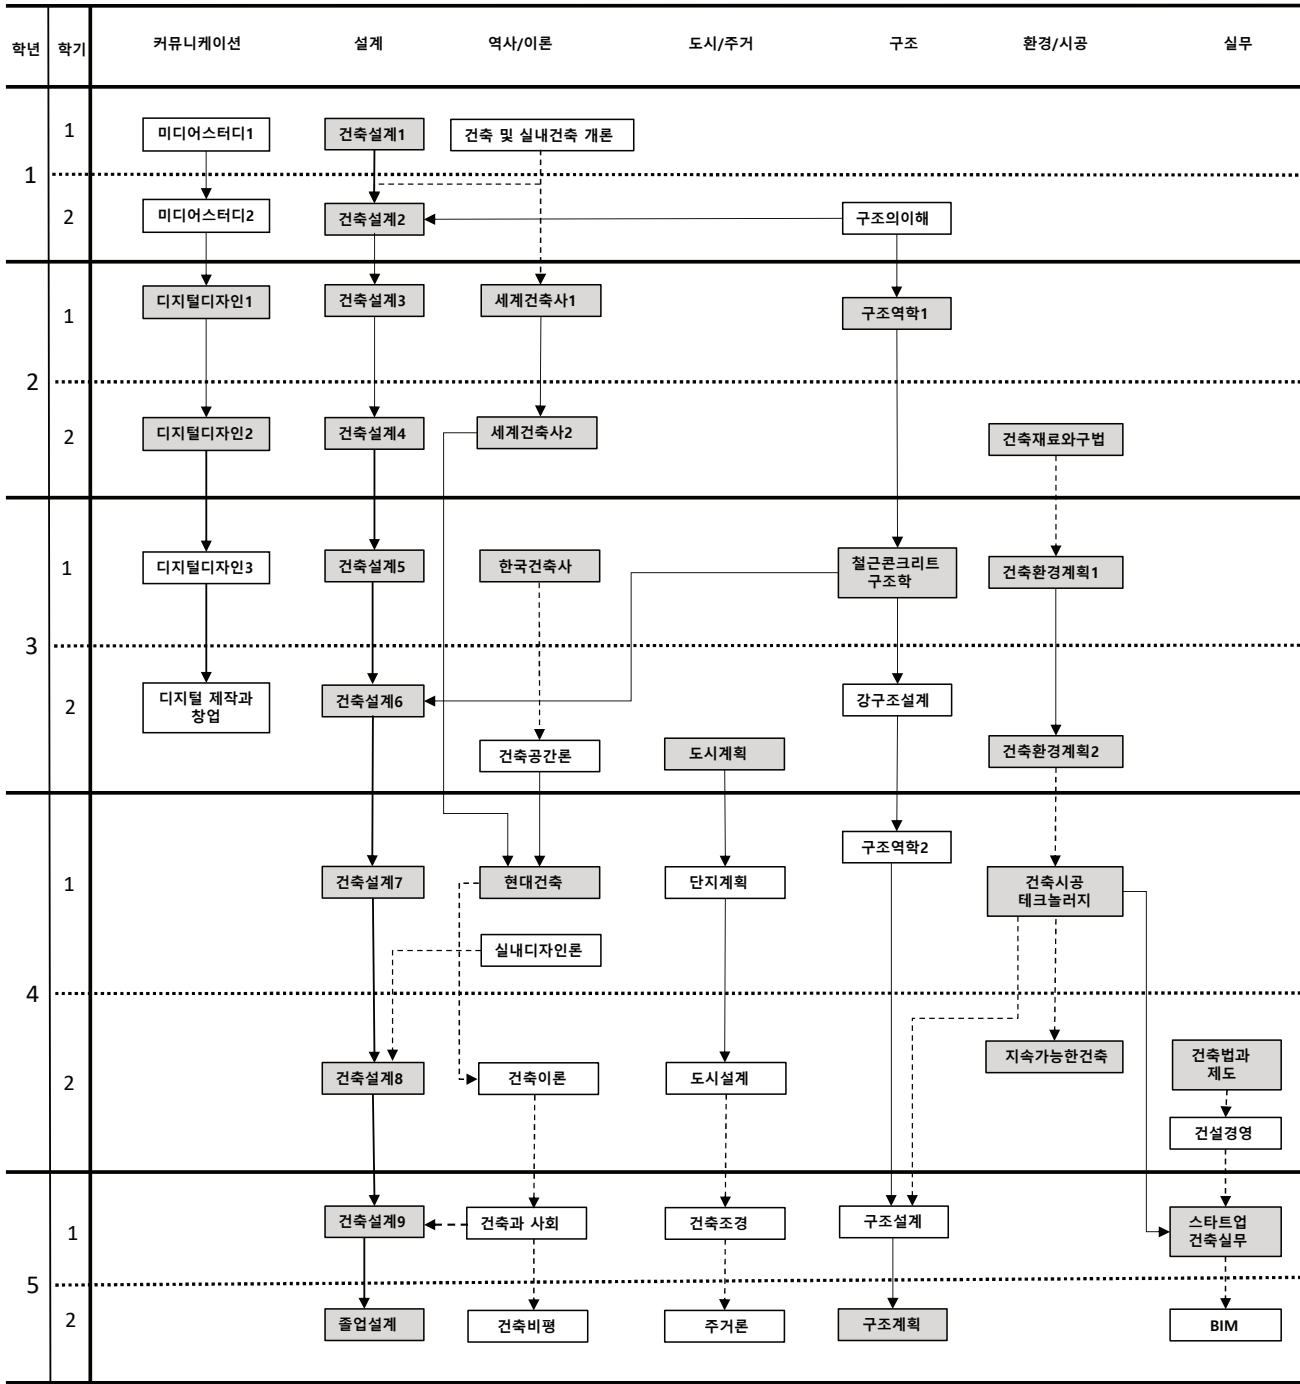 학년 학기 커뮤니케이션 설계 역사/이론 도시/주거 구조 환경/시공 실무
1
1
미디어스터디1 건축설계1 건축 및 실내건축 개론
2
미디어스터디2 건축설계2 구조의이해
2
1
디지털디자인1 건축설계3 세계건축사1 구조역학1
2
디지털디자인2 건축설계4 세계건축사2 건축재료와구법
3
1
디지털디자인3 건축설계5 한국건축사 철근콘크리트
구조학
건축환경계획1
2
디지털 제작과
창업
건축설계6 강구조설계
건축공간론 도시계획 건축환경계획2
4
1
구조역학2
건축설계7 현대건축 단지계획 건축시공
테크놀러지
실내디자인론
2
지속가능한건축 건축법과
제도
건축설계8 건축이론 도시설계
건설경영
5
1
건축설계9 건축과 사회 건축조경 구조설계 스타트업
건축실무
2
졸업설계 건축비평 주거론 구조계획 BIM